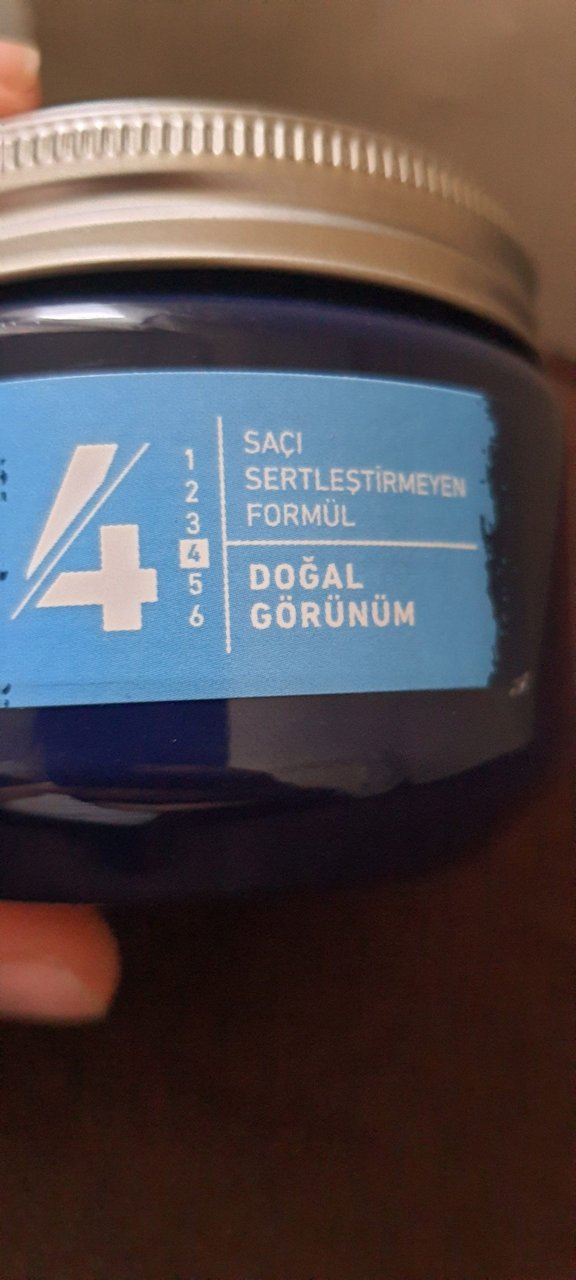 4
1
2
3
4
5
6
SAÇI
SERTLEŞTİRMEYEN
FORMÜL
DOĞAL
GÖRÜNÜM